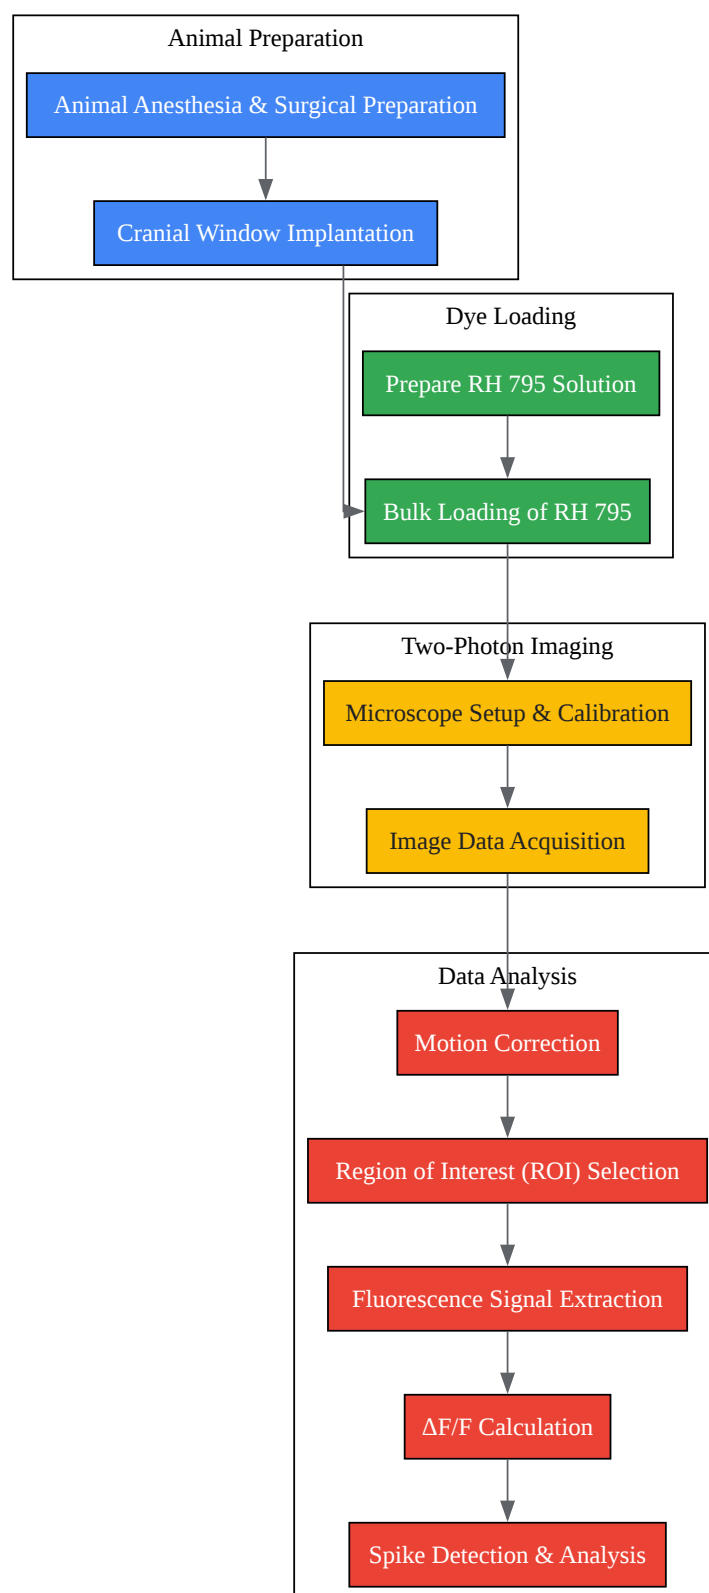 Animal Preparation
Animal Anesthesia & Surgical Preparation
Cranial Window Implantation
Dye Loading
Prepare RH 795 Solution
Bulk Loading of RH 795
Two-Photon Imaging
Microscope Setup & Calibration
Image Data Acquisition
Data Analysis
Motion Correction
Region of Interest (ROI) Selection
Fluorescence Signal Extraction
ΔF/F Calculation
Spike Detection & Analysis